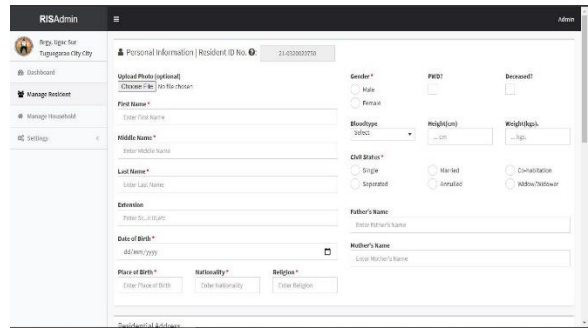 RISAdmin
Admin
Brgy. Ugac Sur
Tuguegarao City City
Dashboard
Manage Resident
Manage Household
Settings
Personal Information | Resident ID No. :
Upload Photo (optional)
Choose File No file chosen
First Name *
Enter First Name
Middle Name *
Enter Middle Name
Last Name *
Enter Last Name
Extension
Date of Birth *
dd/mm/yyyy
Place of Birth * Nationality * Religion *
Enter Place of Birth Enter Nationality Enter Religion
Gender * PWD? Deceased?
Male
Female
Bloodtype Height(cm) Weight(kgs).
Select ... cm ... kgs.
Civil Status *
Single Married Co-habitation
Separated Annulled Widow/Widower
Father's Name
Enter Father's Name
Mother's Name
Enter Mother's Name
Residential Address